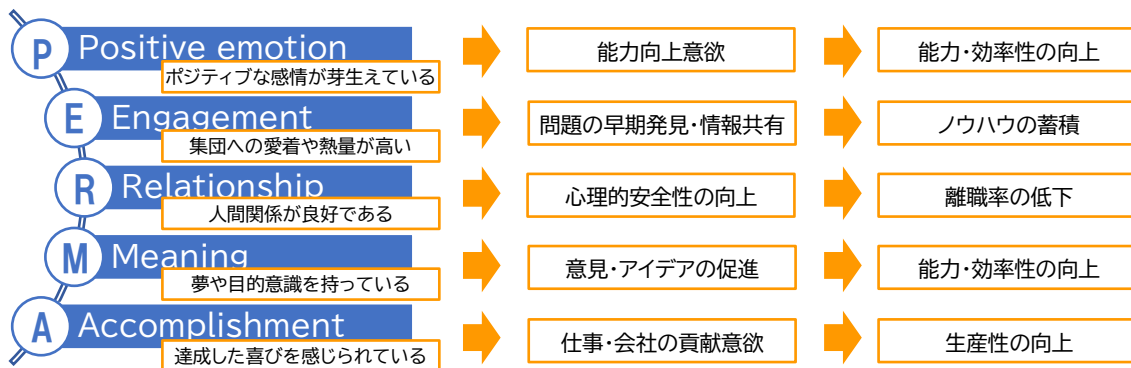 P
Positive emotion
ポジティブな感情が芽生えている
能力向上意欲
能力・効率性の向上
E
Engagement
集団への愛着や熱量が高い
問題の早期発見・情報共有
ノウハウの蓄積
R
Relationship
人間関係が良好である
心理的安全性の向上
離職率の低下
M
Meaning
夢や目的意識を持っている
意見・アイデアの促進
能力・効率性の向上
A
Accomplishment
達成した喜びを感じられている
仕事・会社の貢献意欲
生産性の向上